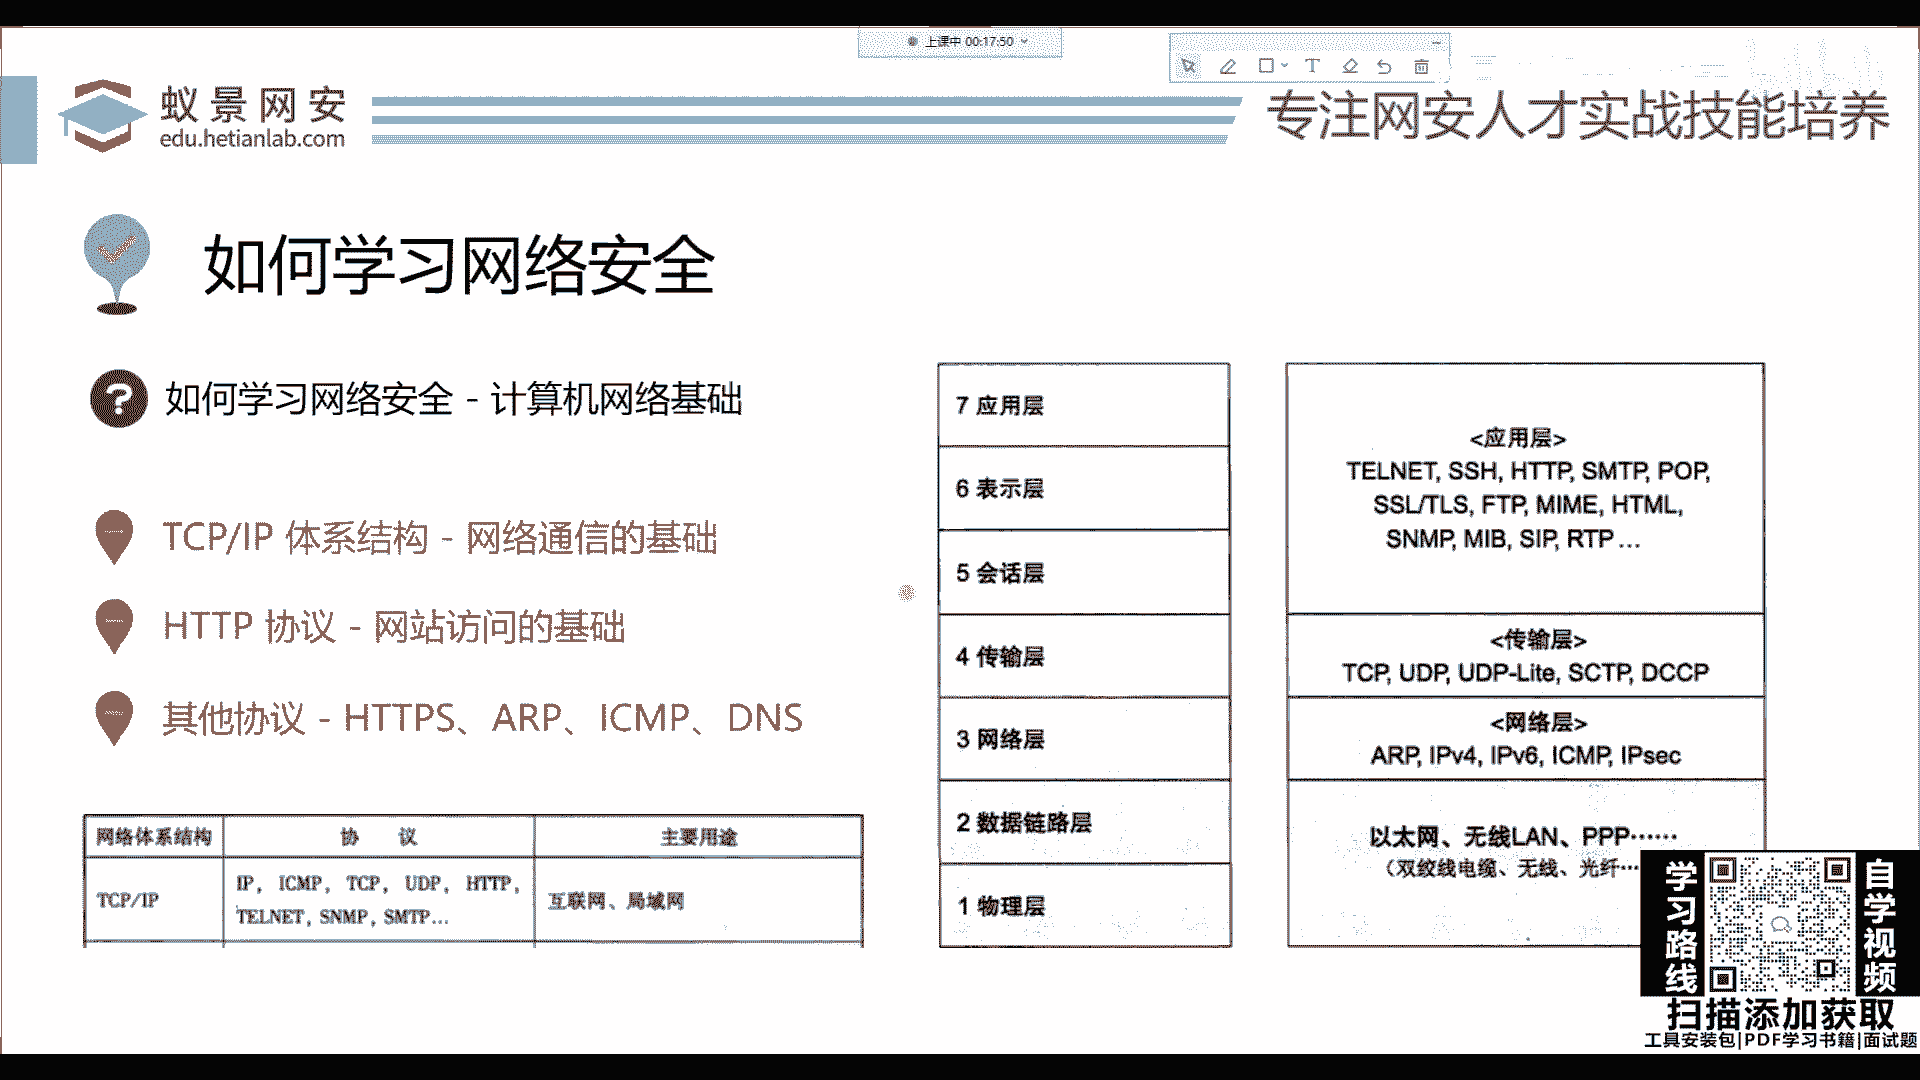 上课中 00:17:50
蚁景网安
edu.hetianlab.com
专注网安人才实战技能培养
如何学习网络安全
如何学习网络安全 - 计算机网络基础
TCP/IP 体系结构 - 网络通信的基础
HTTP 协议 - 网站访问的基础
其他协议 - HTTPS、ARP、ICMP、DNS
网络体系结构 协 议 主要用途
TCP/IP
IP, ICMP, TCP, UDP, HTTP,
TELNET, SNMP, SMTP...
互联网、局域网
7 应用层
6 表示层
5 会话层
4 传输层
3 网络层
2 数据链路层
1 物理层
<应用层>
TELNET, SSH, HTTP, SMTP, POP,
SSL/TLS, FTP, MIME, HTML,
SNMP, MIB, SIP, RTP ...
<传输层>
TCP, UDP, UDP-Lite, SCTP, DCCP
<网络层>
ARP, IPv4, IPv6, ICMP, IPsec
以太网、无线LAN、PPP……
（双绞线电缆、无线、光纤…
学习路线
自学视频
扫描添加获取
工具安装包|PDF学习书籍|面试题